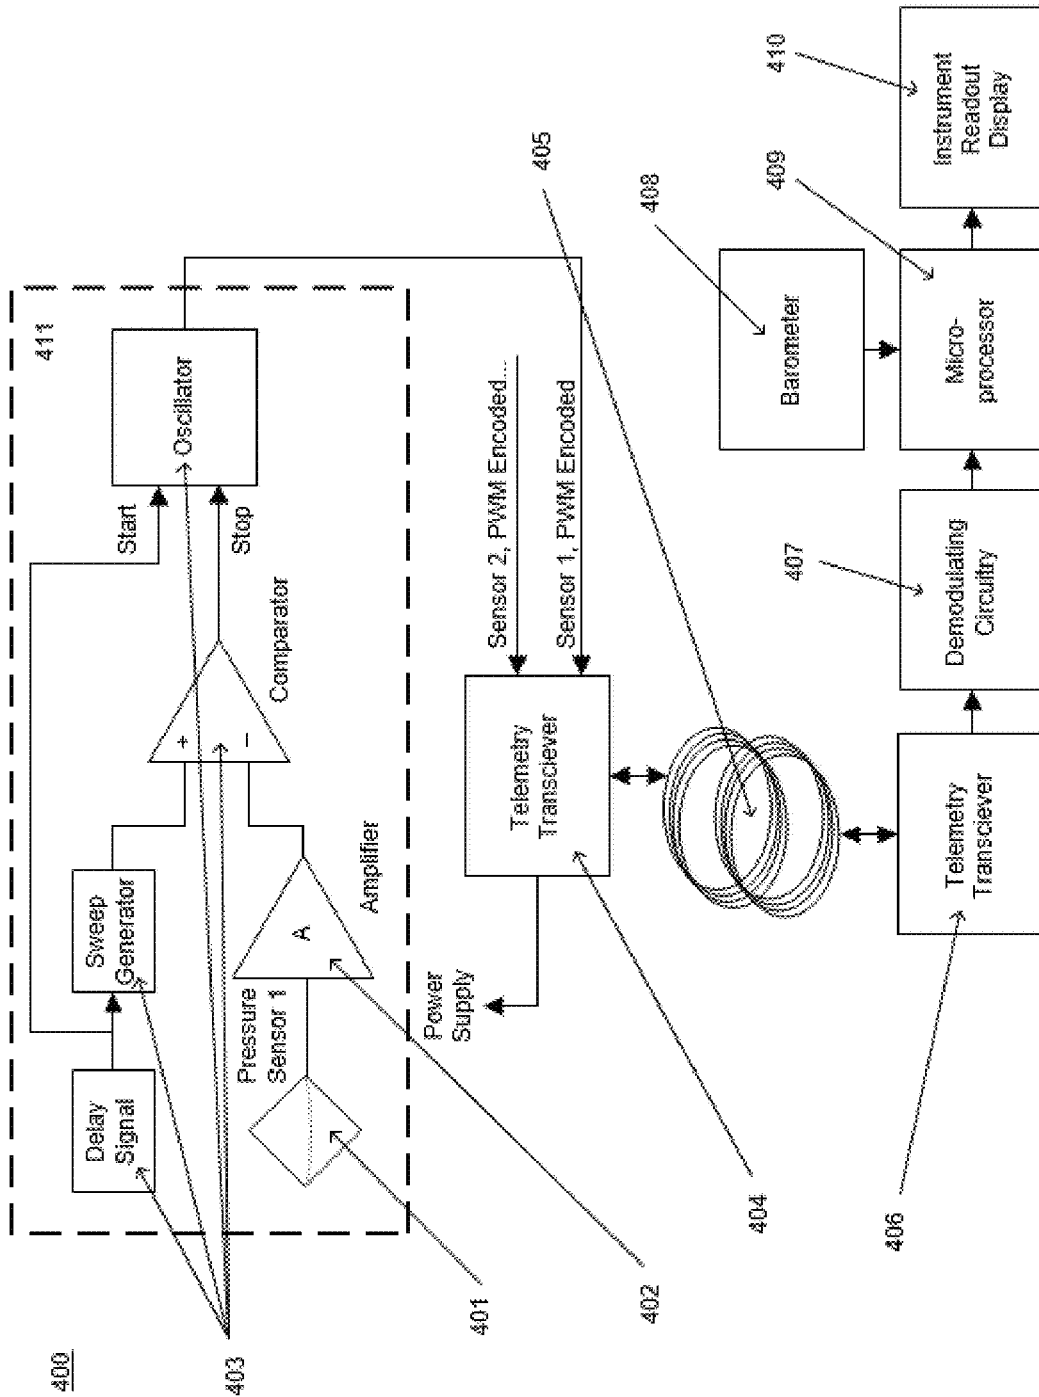 400
411
Delay
Signal
Sweep
Generator
Start
Stop
Oscillator
Comparator
+
−
403
Pressure
Sensor 1
A
Amplifier
401
402
Power
Supply
Telemetry
Transciever
Sensor 2, PWM Encoded...
Sensor 1, PWM Encoded
404
405
406
Telemetry
Transciever
407
Demodulating
Circuitry
408
Barometer
409
Micro-
processor
410
Instrument
Readout
Display